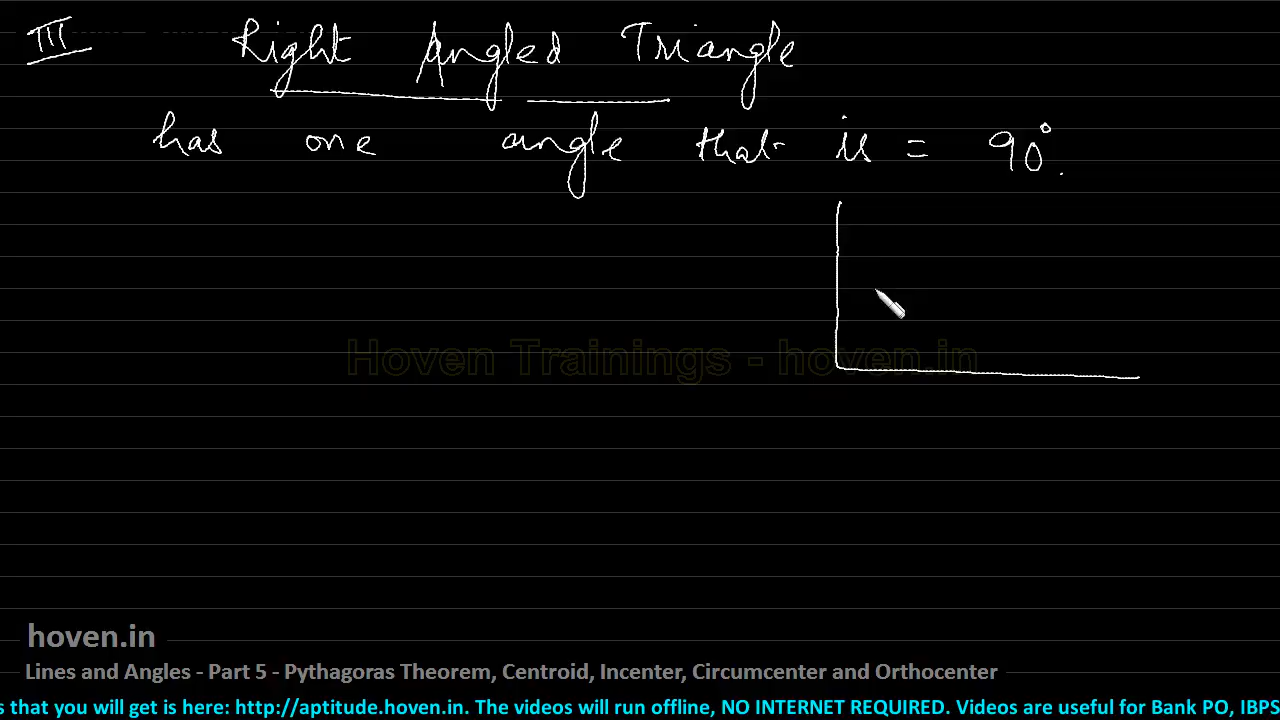 III Right Angled Triangle
has one angle that is = 90°.
Hoven Trainings - hoven.in
hoven.in
Lines and Angles - Part 5 - Pythagoras Theorem, Centroid, Incenter, Circumcenter and Orthocenter
s that you will get is here: http://aptitude.hoven.in. The videos will run offline, NO INTERNET REQUIRED. Videos are useful for Bank PO, IBPS